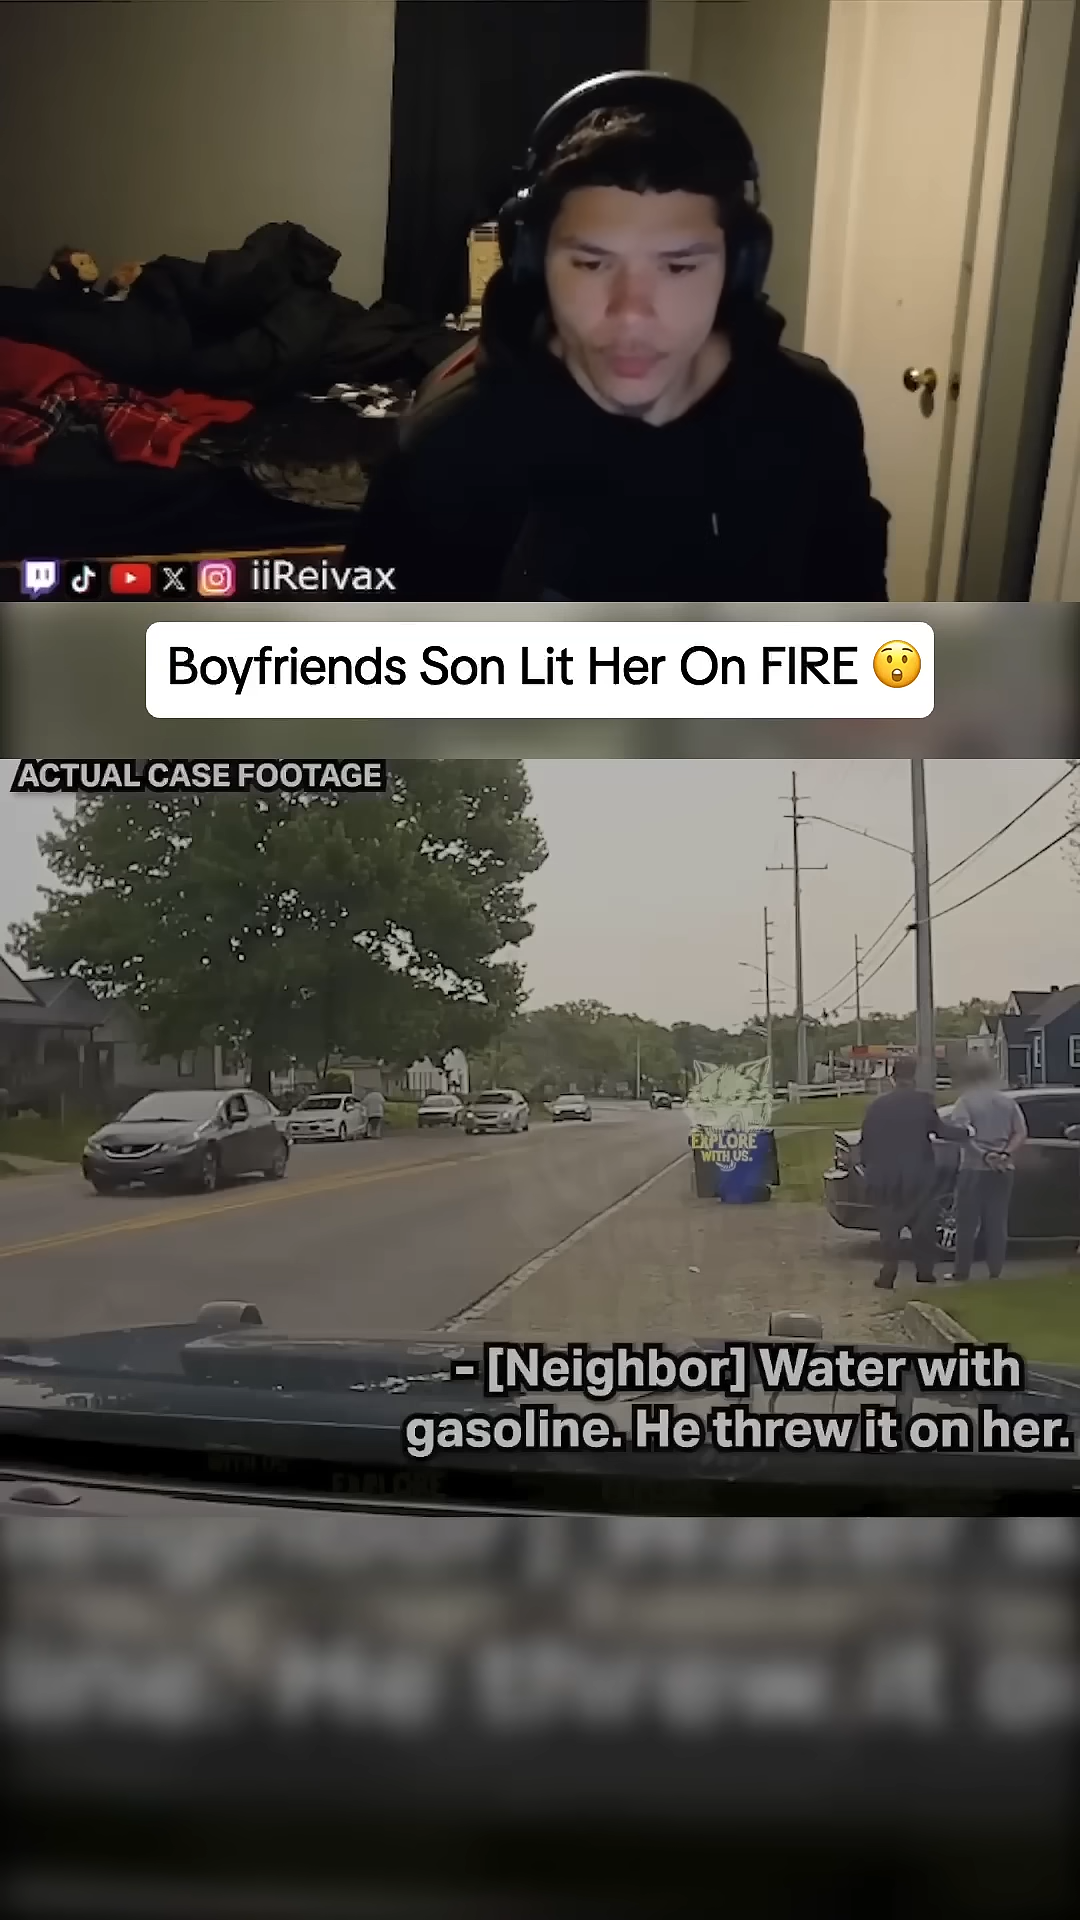 iiReivax
Boyfriends Son Lit Her On FIRE 😲
ACTUAL CASE FOOTAGE
EXPLORE
WITH US.
- [Neighbor] Water with
gasoline. He threw it on her.